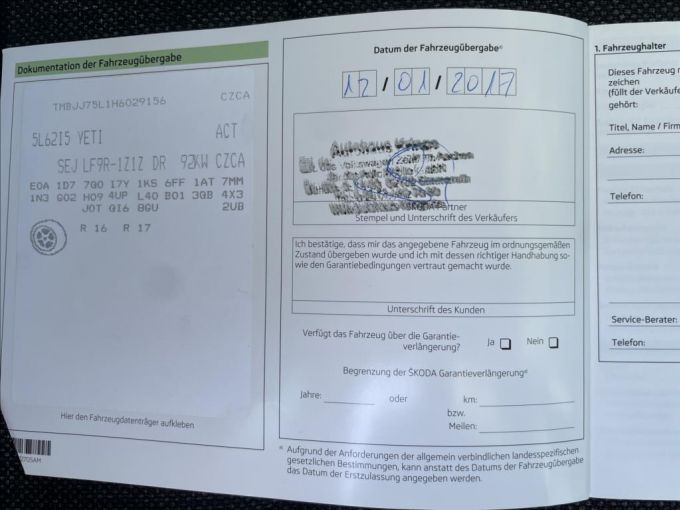 Dokumentation der Fahrzeugübergabe
TMBJJ75L1H6029156 CZCA
5L6215 YETI ACT
SEJ LF9R-1Z1Z DR 92KW CZCA
E0A 1D7 7G0 17Y 1KS 6FF 1AT 7MM
1N3 G02 H09 4UP L40 B01 3GB 4X3
J0T G16 8GU 2UB
R 16 R 17
Hier den Fahrzeugdatenträger aufkleben
Datum der Fahrzeugübergabe
12/01/2017
Autohaus
ŠKODA Partner
Stempel und Unterschrift des Verkäufers
Ich bestätige, dass mir das angegebene Fahrzeug im ordnungsgemäßen
Zustand übergeben wurde und ich mit dessen richtiger Handhabung so-
wie den Garantiebedingungen vertraut gemacht wurde.
Unterschrift des Kunden
Verfügt das Fahrzeug über die Garantie-
verlängerung? Ja Nein
Begrenzung der ŠKODA Garantieverlängerung
Jahre: oder km:
bzw.
Meilen:
Aufgrund der Anforderungen der allgemein verbindlichen landesspezifischen
gesetzlichen Bestimmungen, kann anstatt des Datums der Fahrzeugübergabe
das Datum der Erstzulassung angegeben werden.
1. Fahrzeughalter
Dieses Fahrzeug
zeichen
(füllt der
gehört:
Titel, Name /
Adresse:
Telefon:
Service-Berater:
Telefon: